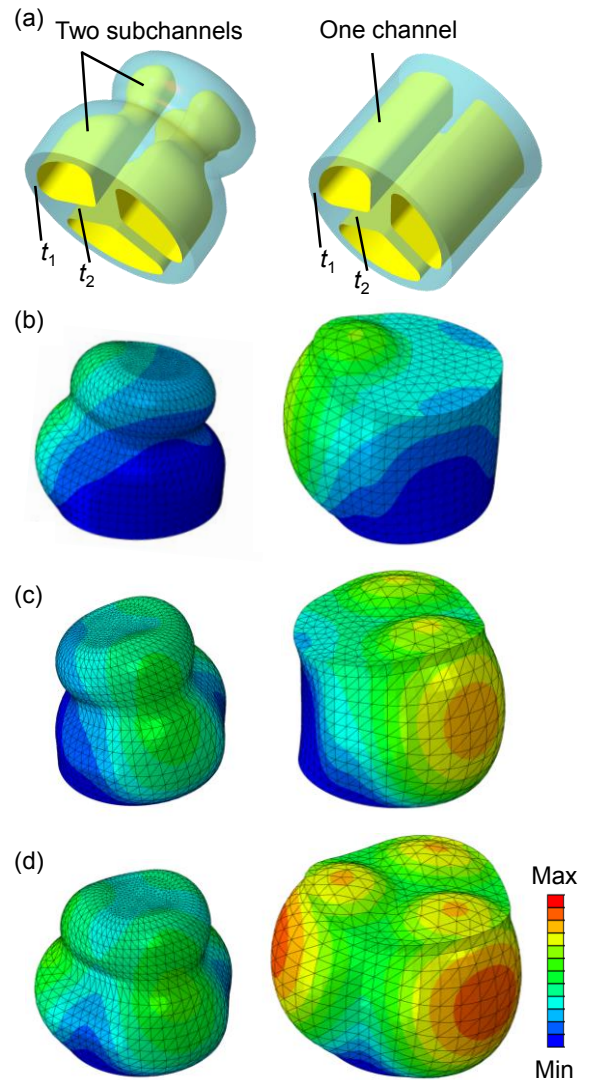 (a)
Two subchannels
One channel
t1
t2
t1
t2
(b)
(c)
(d)
Max
Min